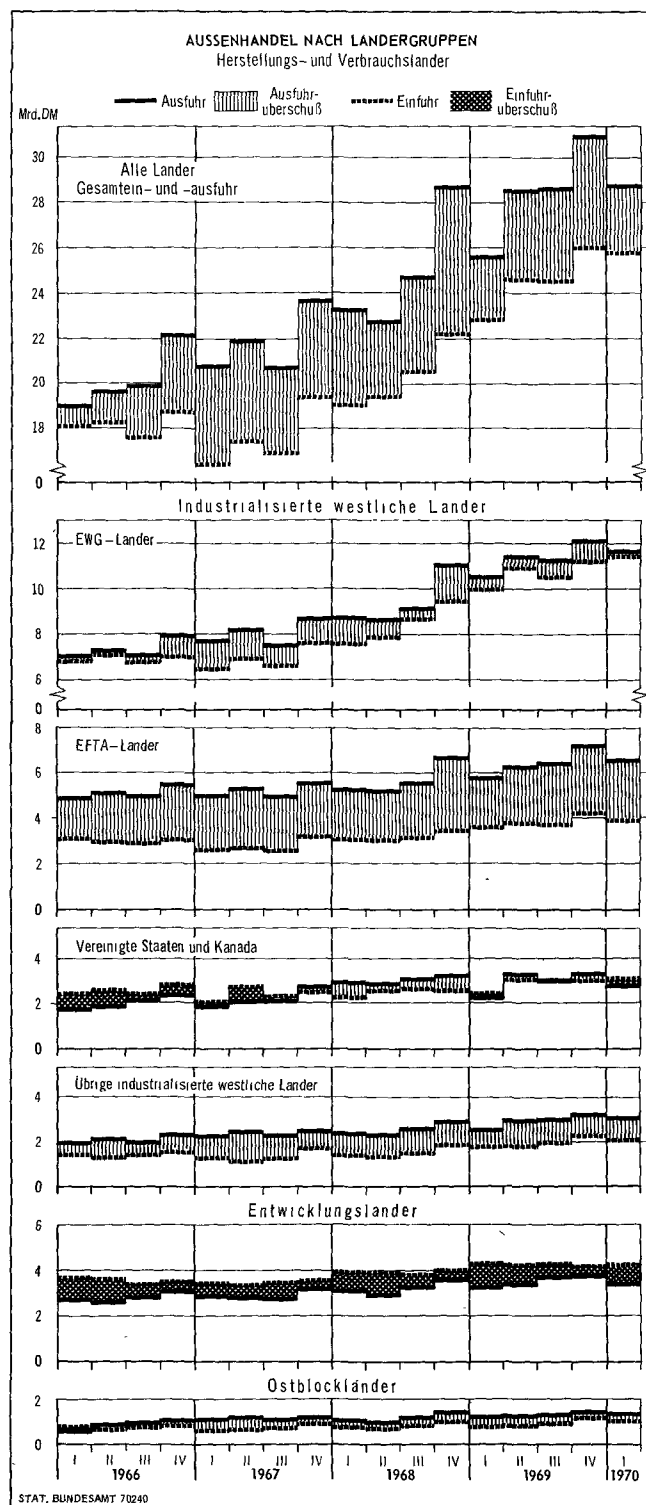 AUSSENHANDEL NACH LANDERGRUPPEN
Herstellungs- und Verbrauchslander
Ausfuhr
Ausfuhr-
uberschuß
Einfuhr
Einfuhr-
uberschuß
Mrd.DM
Alle Lander
Gesamtein- und -ausfuhr
30
28
26
24
22
20
18
0
Industrialisierte westliche Lander
EWG-Lander
12
10
8
6
0
EFTA-Lander
8
6
4
2
0
Vereinigte Staaten und Kanada
4
2
0
Übrige industrialisierte westliche Lander
4
2
0
Entwicklungslander
6
4
2
0
Ostblockländer
2
0
I II III IV I II III IV I II III IV I II III IV I
1966 1967 1968 1969 1970
STAT. BUNDESAMT 70240